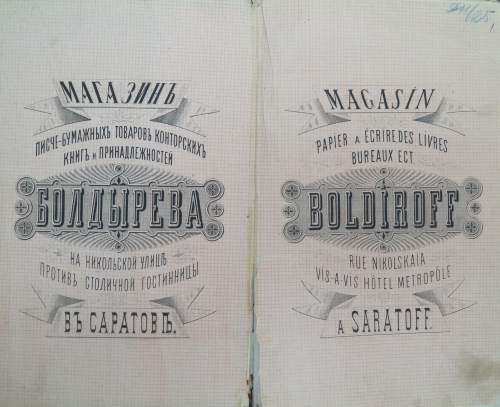 МАГАЗИНЪ
ПИСЧЕ-БУМАЖНЫХЪ ТОВАРОВЪ КОНТОРСКИХЪ
КНИГЪ и ПРИНАДЛЕЖНОСТЕЙ
БОЛДЫРЕВА
НА НИКОЛЬСКОЙ УЛИЦѢ
ПРОТИВЪ СТОЛИЧНОЙ ГОСТИННИЦЫ
ВЪ САРАТОВѢ.
MAGASIN
PAPIER A ÉCRIRE DES LIVRES
BUREAUX ECT
BOLDIROFF
RUE NIKOLSKAIA
VIS-A-VIS HÔTEL METROPÔLE
A SARATOFF.